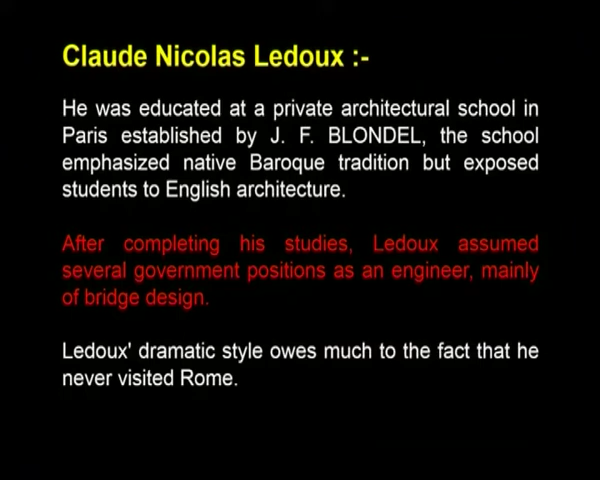 Claude Nicolas Ledoux :-
He was educated at a private architectural school in
Paris established by J. F. BLONDEL, the school
emphasized native Baroque tradition but exposed
students to English architecture.
After completing his studies, Ledoux assumed
several government positions as an engineer, mainly
of bridge design.
Ledoux' dramatic style owes much to the fact that he
never visited Rome.